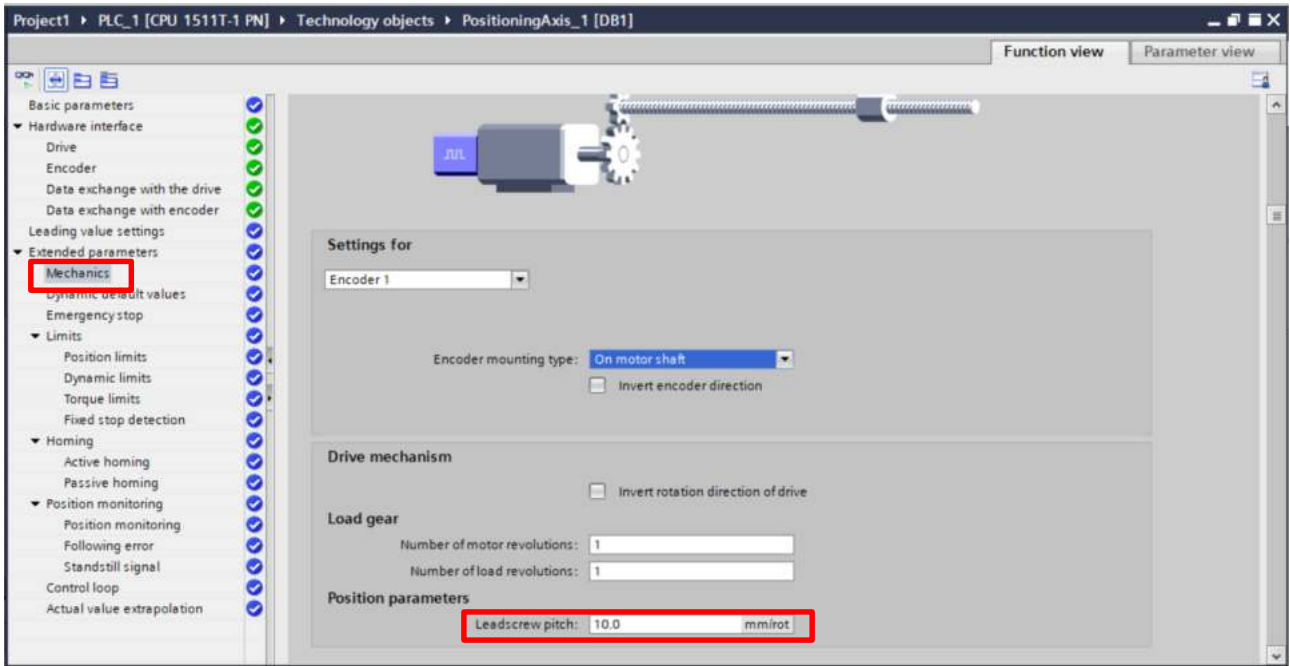 Project1 ▸ PLC_1 [CPU 1511T-1 PN] ▸ Technology objects ▸ PositioningAxis_1 [DB1]
Function view
Parameter view
Basic parameters
Hardware interface
Drive
Encoder
Data exchange with the drive
Data exchange with encoder
Leading value settings
Extended parameters
Mechanics
Dynamic default values
Emergency stop
Limits
Position limits
Dynamic limits
Torque limits
Fixed stop detection
Homing
Active homing
Passive homing
Position monitoring
Position monitoring
Following error
Standstill signal
Control loop
Actual value extrapolation
Settings for
Encoder 1
Encoder mounting type: On motor shaft
Invert encoder direction
Drive mechanism
Invert rotation direction of drive
Load gear
Number of motor revolutions: 1
Number of load revolutions: 1
Position parameters
Leadscrew pitch: 10.0 mm/rot